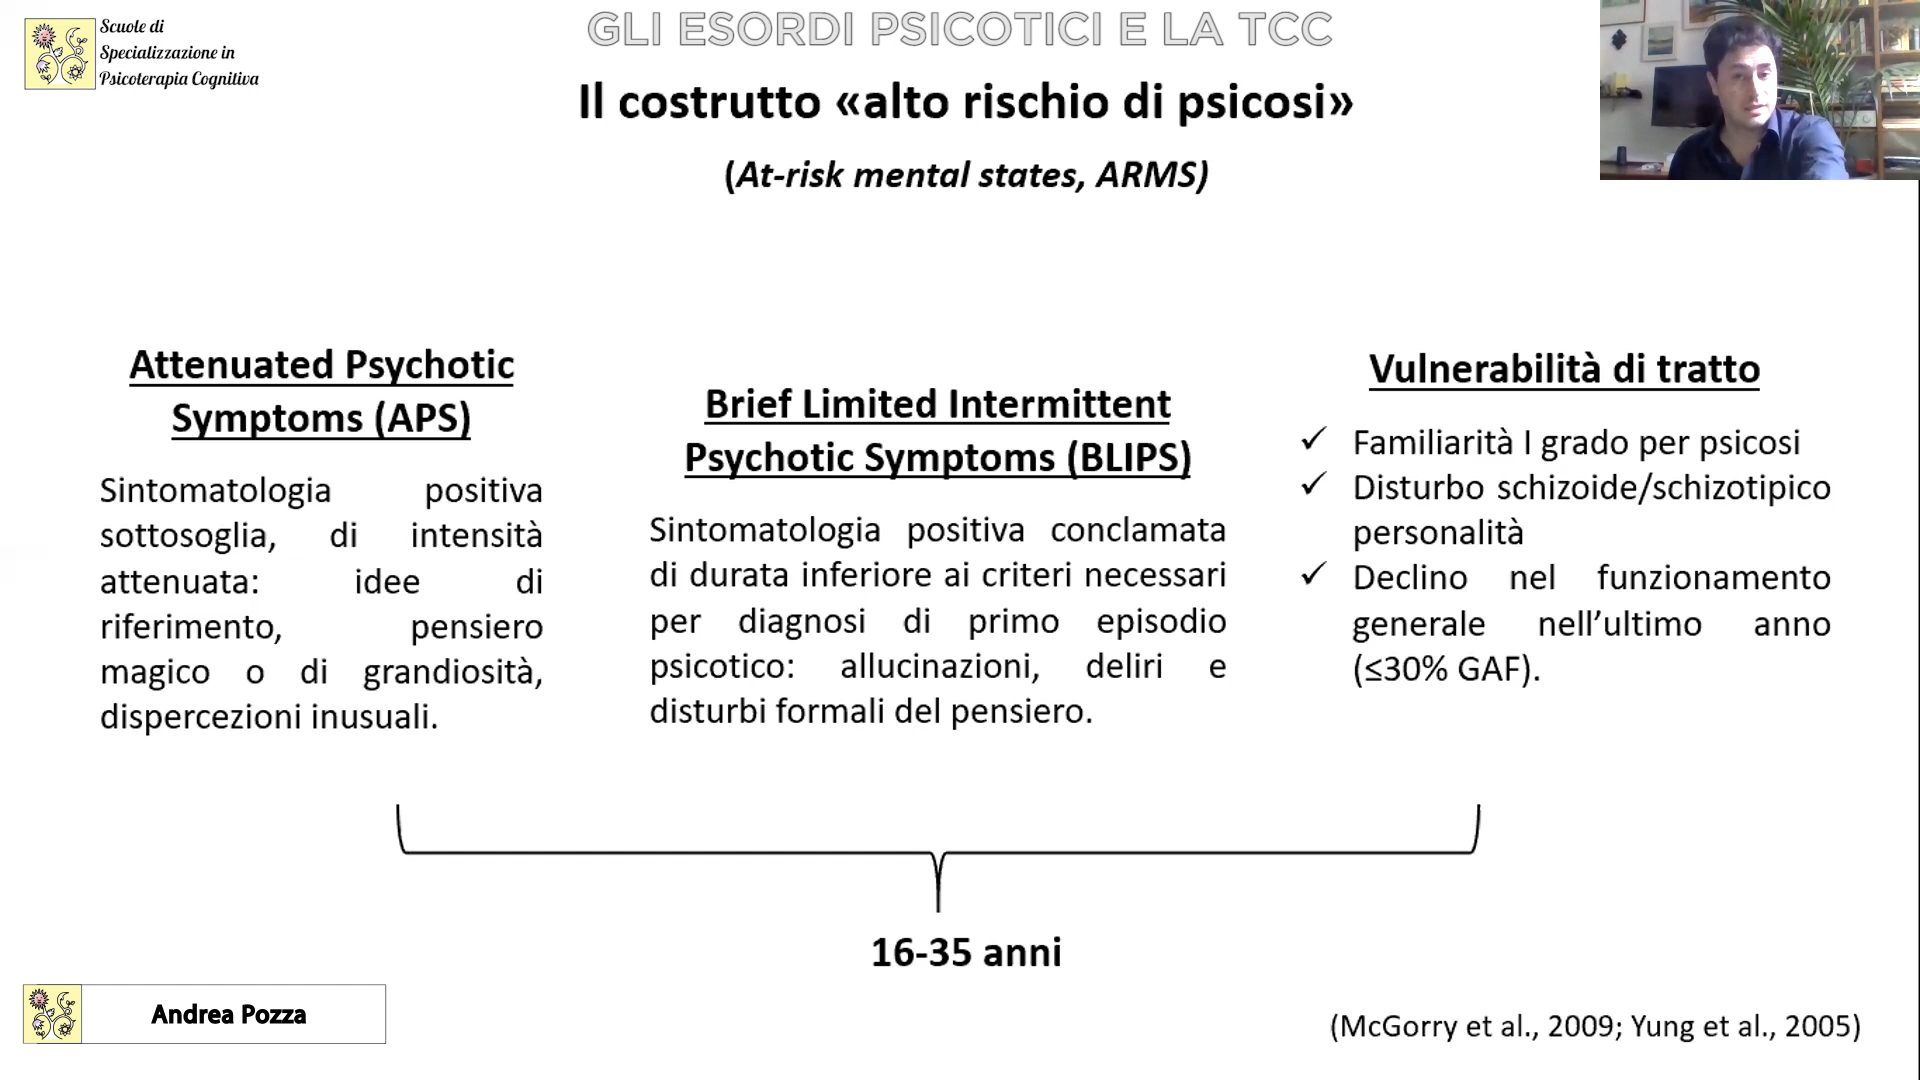 Scuole di
Specializzazione in
Psicoterapia Cognitiva
GLI ESORDI PSICOTICI E LA TCC
Il costrutto «alto rischio di psicosi»
(At-risk mental states, ARMS)
Attenuated Psychotic
Symptoms (APS)
Sintomatologia positiva
sottosoglia, di intensità
attenuata: idee di
riferimento, pensiero
magico o di grandiosità,
dispercezioni inusuali.
Brief Limited Intermittent
Psychotic Symptoms (BLIPS)
Sintomatologia positiva conclamata
di durata inferiore ai criteri necessari
per diagnosi di primo episodio
psicotico: allucinazioni, deliri e
disturbi formali del pensiero.
Vulnerabilità di tratto
✓ Familiarità I grado per psicosi
✓ Disturbo schizoide/schizotipico
personalità
✓ Declino nel funzionamento
generale nell’ultimo anno
(≤30% GAF).
16-35 anni
Andrea Pozza
(McGorry et al., 2009; Yung et al., 2005)